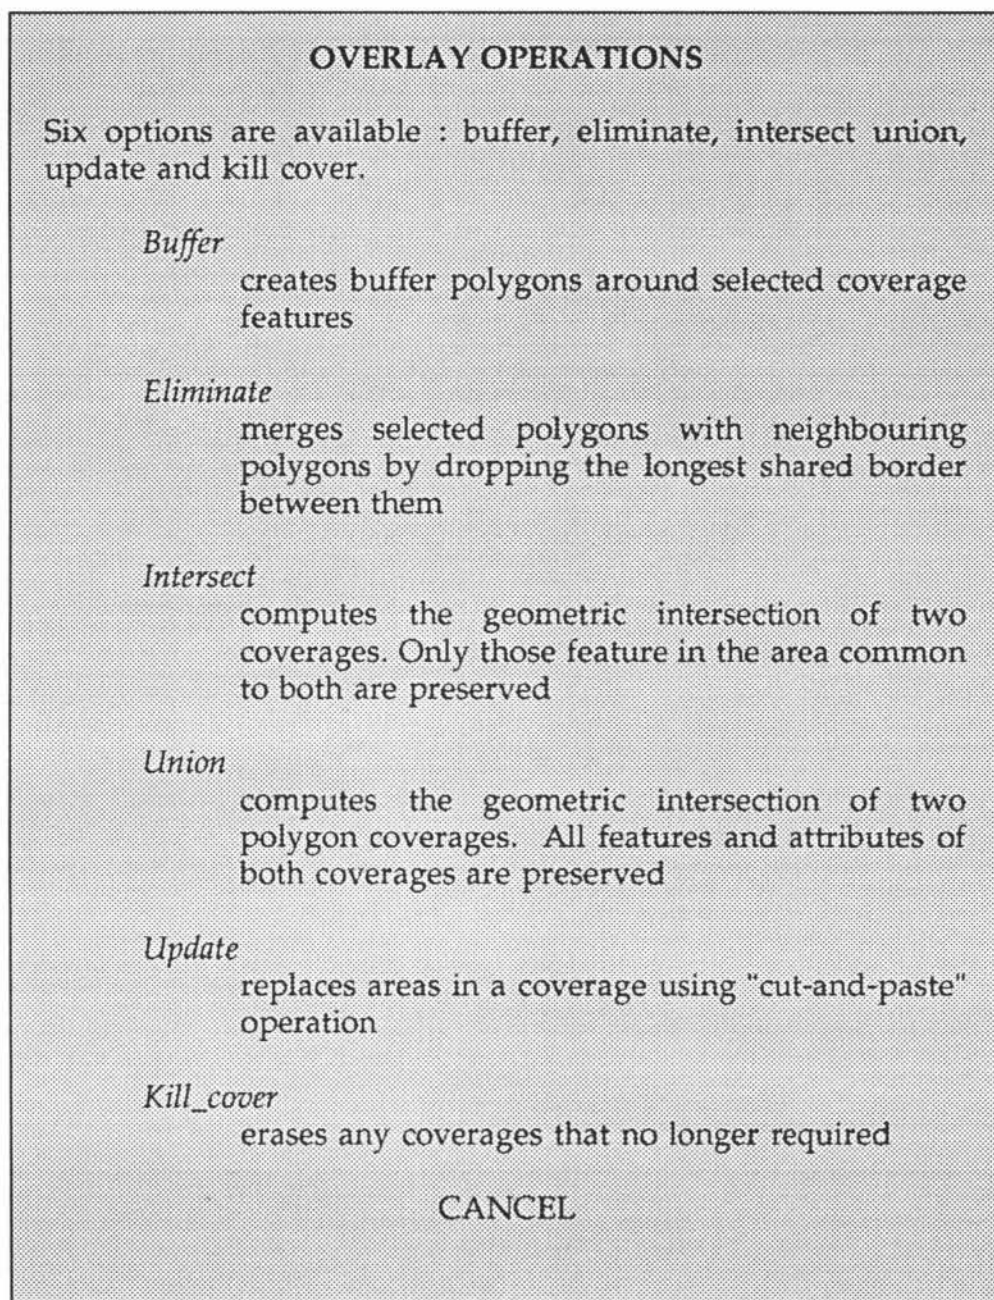 OVERLAY OPERATIONS
Six options are available : buffer, eliminate, intersect union,
update and kill cover.
Buffer
creates buffer polygons around selected coverage
features
Eliminate
merges selected polygons with neighbouring
polygons by dropping the longest shared border
between them
Intersect
computes the geometric intersection of two
coverages. Only those feature in the area common
to both are preserved
Union
computes the geometric intersection of two
polygon coverages. All features and attributes of
both coverages are preserved
Update
replaces areas in a coverage using "cut-and-paste"
operation
Kill_cover
erases any coverages that no longer required
CANCEL